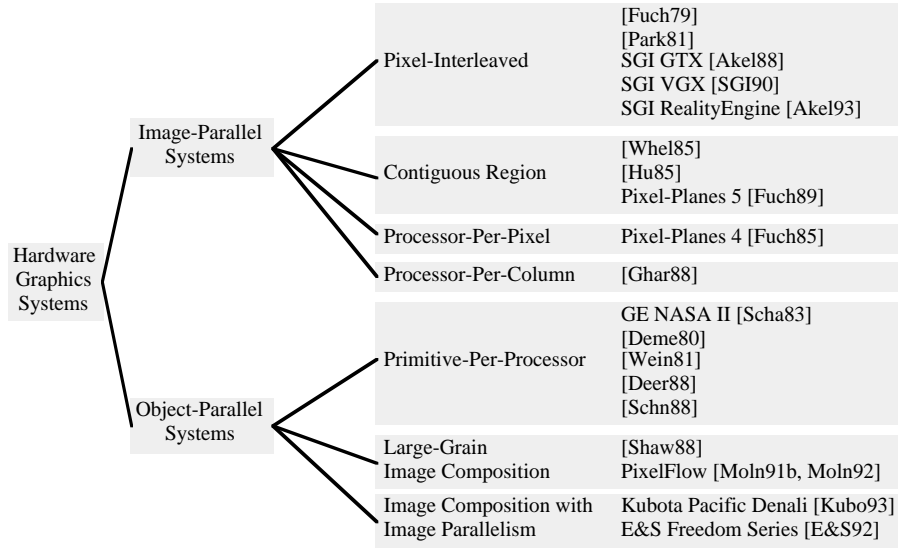 Hardware
Graphics
Systems
Image-Parallel
Systems
Pixel-Interleaved
[Fuch79]
[Park81]
SGI GTX [Akel88]
SGI VGX [SGI90]
SGI RealityEngine [Akel93]
Contiguous Region
[Whel85]
[Hu85]
Pixel-Planes 5 [Fuch89]
Processor-Per-Pixel
Pixel-Planes 4 [Fuch85]
Processor-Per-Column
[Ghar88]
Object-Parallel
Systems
Primitive-Per-Processor
GE NASA II [Scha83]
[Deme80]
[Wein81]
[Deer88]
[Schn88]
Large-Grain
Image Composition
[Shaw88]
PixelFlow [Moln91b, Moln92]
Image Composition with
Image Parallelism
Kubota Pacific Denali [Kubo93]
E&S Freedom Series [E&S92]